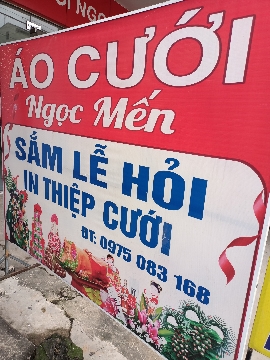 ÁO CƯỚI
Ngọc Mến
SẮM LỄ HỎI
IN THIỆP CƯỚI
ĐT: 0975 083 168